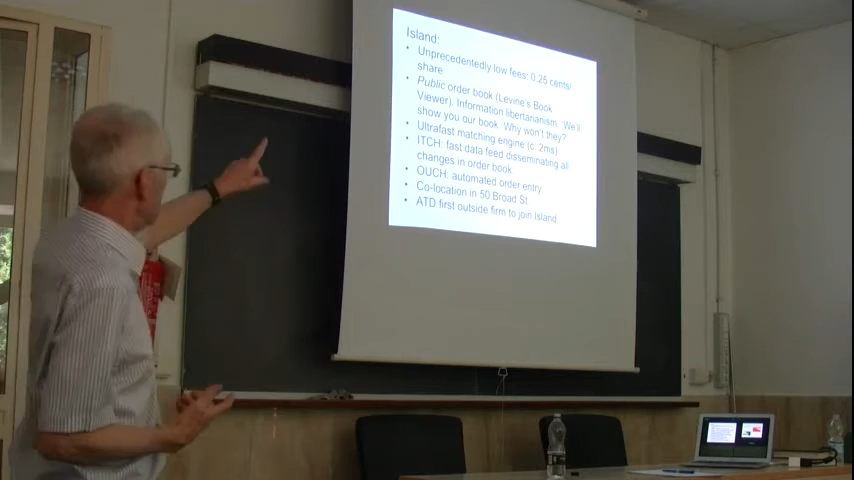 Island:
• Unprecedentedly low fees: 0.25 cents/
share
• Public order book (Levine's Book
Viewer). Information libertarianism. 'We'll
show you our book. Why won't they?'
• Ultrafast matching engine (c. 2ms)
• ITCH: fast data feed disseminating all
changes in order book
• OUCH: automated order entry
• Co-location in 50 Broad St
• ATD first outside firm to join Island